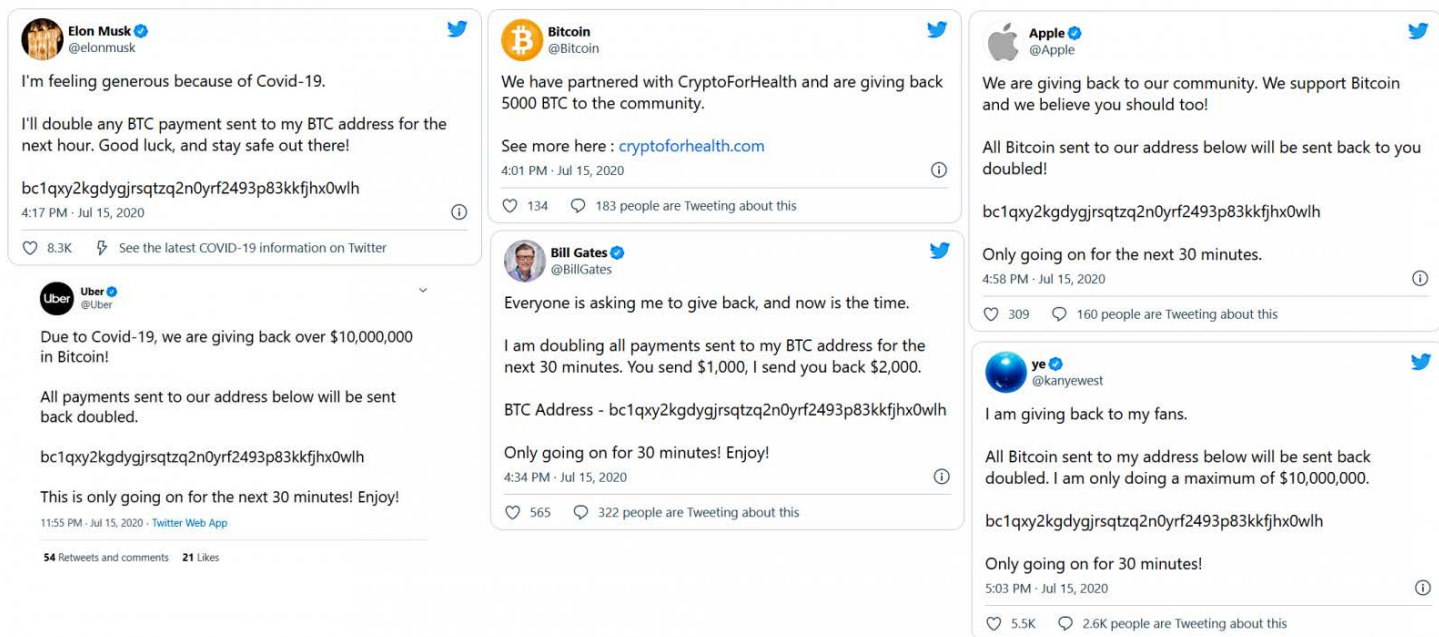 Elon Musk
@elonmusk
I'm feeling generous because of Covid-19.
I'll double any BTC payment sent to my BTC address for the
next hour. Good luck, and stay safe out there!
bc1qxy2kgdygjrsqtzq2n0yrf2493p83kkfjhx0wlh
4:17 PM · Jul 15, 2020
8.3K See the latest COVID-19 information on Twitter
Uber
Uber
@Uber
Due to Covid-19, we are giving back over $10,000,000
in Bitcoin!
All payments sent to our address below will be sent
back doubled.
bc1qxy2kgdygjrsqtzq2n0yrf2493p83kkfjhx0wlh
This is only going on for the next 30 minutes! Enjoy!
11:55 PM · Jul 15, 2020 · Twitter Web App
54 Retweets and comments 21 Likes
Bitcoin
@Bitcoin
We have partnered with CryptoForHealth and are giving back
5000 BTC to the community.
See more here : cryptoforhealth.com
4:01 PM · Jul 15, 2020
134 183 people are Tweeting about this
Bill Gates
@BillGates
Everyone is asking me to give back, and now is the time.
I am doubling all payments sent to my BTC address for the
next 30 minutes. You send $1,000, I send you back $2,000.
BTC Address - bc1qxy2kgdygjrsqtzq2n0yrf2493p83kkfjhx0wlh
Only going on for 30 minutes! Enjoy!
4:34 PM · Jul 15, 2020
565 322 people are Tweeting about this
Apple
@Apple
We are giving back to our community. We support Bitcoin
and we believe you should too!
All Bitcoin sent to our address below will be sent back to you
doubled!
bc1qxy2kgdygjrsqtzq2n0yrf2493p83kkfjhx0wlh
Only going on for the next 30 minutes.
4:58 PM · Jul 15, 2020
309 160 people are Tweeting about this
ye
@kanyewest
I am giving back to my fans.
All Bitcoin sent to my address below will be sent back
doubled. I am only doing a maximum of $10,000,000.
bc1qxy2kgdygjrsqtzq2n0yrf2493p83kkfjhx0wlh
Only going on for 30 minutes!
5:03 PM · Jul 15, 2020
5.5K 2.6K people are Tweeting about this